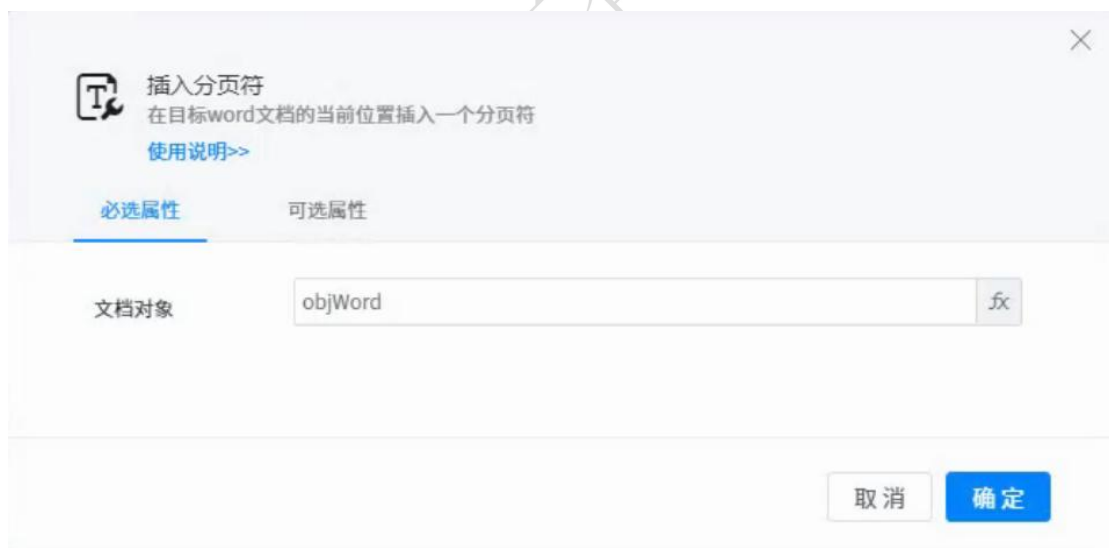 插入分页符
在目标word文档的当前位置插入一个分页符
使用说明>>
必选属性 可选属性
文档对象 objWord fx
取消 确定